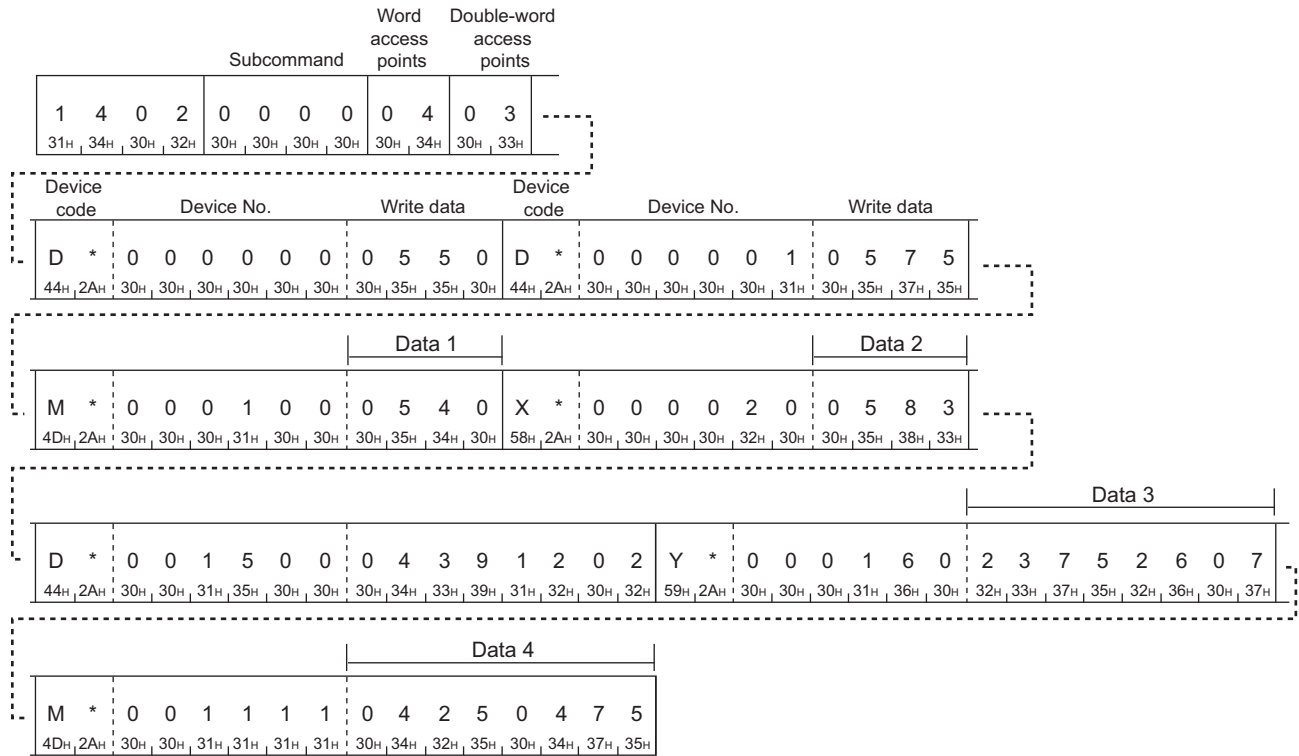 Word access points
Double-word access points
Subcommand
1 4 0 2 0 0 0 0 0 4 0 3
31H 34H 30H 32H 30H 30H 30H 30H 30H 34H 30H 33H
Device code Device No. Write data Device code Device No. Write data
D * 0 0 0 0 0 0 0 5 5 0 D * 0 0 0 0 0 1 0 5 7 5
44H 2AH 30H 30H 30H 30H 30H 30H 30H 35H 35H 30H 44H 2AH 30H 30H 30H 30H 30H 31H 30H 35H 37H 35H
Data 1 Data 2
M * 0 0 0 1 0 0 0 5 4 0 X * 0 0 0 0 2 0 0 5 8 3
4DH 2AH 30H 30H 30H 31H 30H 30H 30H 35H 34H 30H 58H 2AH 30H 30H 30H 30H 32H 30H 30H 35H 38H 33H
Data 3
D * 0 0 1 5 0 0 0 4 3 9 1 2 0 2 Y * 0 0 0 1 6 0 2 3 7 5 2 6 0 7
44H 2AH 30H 30H 31H 35H 30H 30H 30H 34H 33H 39H 31H 32H 30H 32H 59H 2AH 30H 30H 30H 31H 36H 30H 32H 33H 37H 35H 32H 36H 30H 37H
Data 4
M * 0 0 1 1 1 1 0 4 2 5 0 4 7 5
4DH 2AH 30H 30H 31H 31H 31H 31H 30H 34H 32H 35H 30H 34H 37H 35H